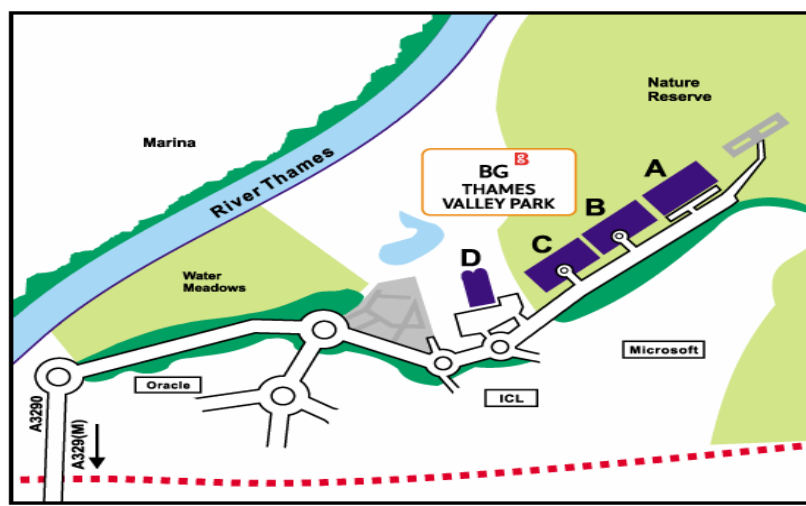 Nature
Reserve
Marina
River Thames
g
BG
THAMES
VALLEY PARK
A
B
C
D
Water
Meadows
Microsoft
Oracle
ICL
A3290
A329(M)